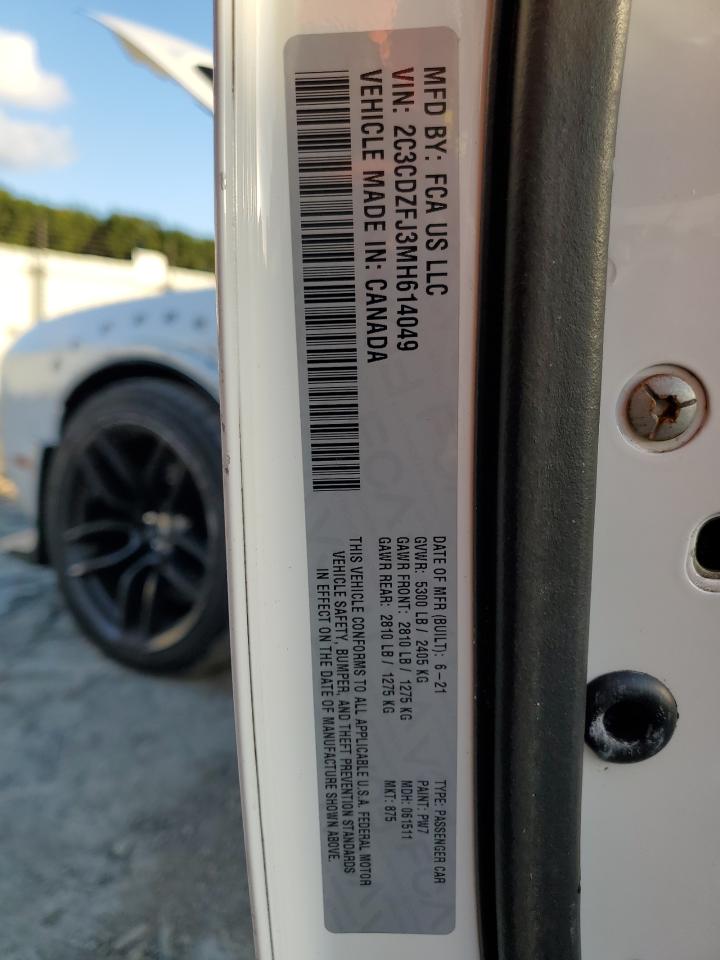 MFD BY: FCA US LLC
VIN: 2C3CDZFJ3MH614049
VEHICLE MADE IN: CANADA
DATE OF MFR (BUILT): 6-21
GVWR: 5300 LB / 2405 KG
GAWR FRONT: 2810 LB / 1275 KG
GAWR REAR: 2810 LB / 1275 KG
THIS VEHICLE CONFORMS TO ALL APPLICABLE U.S.A. FEDERAL MOTOR
VEHICLE SAFETY, BUMPER, AND THEFT PREVENTION STANDARDS
IN EFFECT ON THE DATE OF MANUFACTURE SHOWN ABOVE.
TYPE: PASSENGER CAR
PAINT: PW7
MDH: 061511
MKT: 875